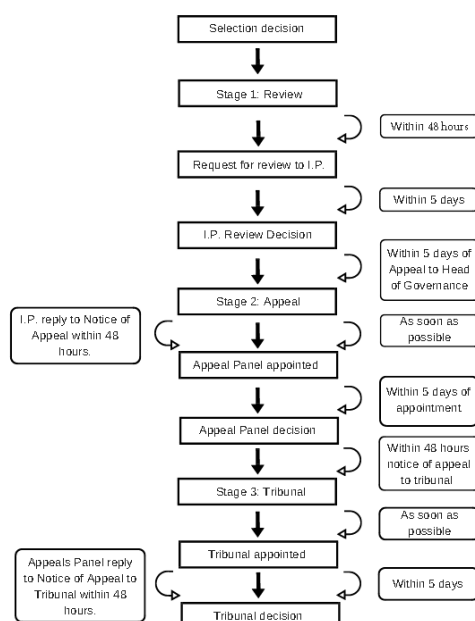 Selection decision
Stage 1: Review
Within 48 hours
Request for review to I.P.
Within 5 days
I.P. Review Decision
Within 5 days of
Appeal to Head
of Governance
Stage 2: Appeal
I.P. reply to Notice of
Appeal within 48
hours.
As soon as
possible
Appeal Panel appointed
Within 5 days of
appointment
Appeal Panel decision
Within 48 hours
notice of appeal
to tribunal
Stage 3: Tribunal
As soon as
possible
Tribunal appointed
Appeals Panel reply
to Notice of Appeal to
Tribunal within 48
hours.
Within 5 days
Tribunal decision